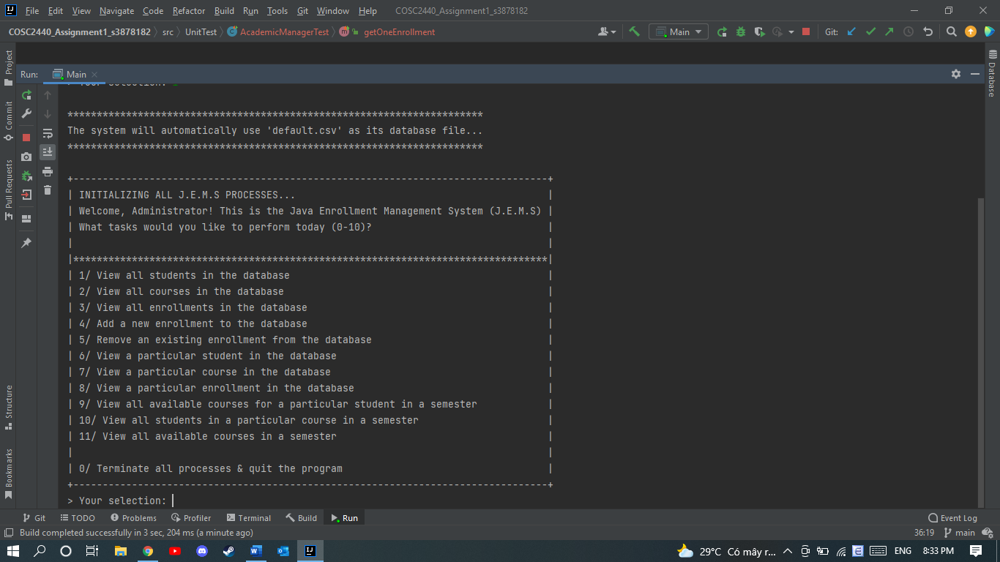 File Edit View Navigate Code Refactor Build Run Tools Git Window Help COSC2440_Assignment1_s3878182
COSC2440_Assignment1_s3878182 src UnitTest AcademicManagerTest getOneEnrollment Main Git:
Project
Commit
Pull Requests
Structure
Bookmarks
Database
Run: Main
> Your selection:
***********************************************************************
The system will automatically use 'default.csv' as its database file...
***********************************************************************
+---------------------------------------------------------------------------------+
| INITIALIZING ALL J.E.M.S PROCESSES... |
| Welcome, Administrator! This is the Java Enrollment Management System (J.E.M.S) |
| What tasks would you like to perform today (0-10)? |
| |
|*********************************************************************************|
| 1/ View all students in the database |
| 2/ View all courses in the database |
| 3/ View all enrollments in the database |
| 4/ Add a new enrollment to the database |
| 5/ Remove an existing enrollment from the database |
| 6/ View a particular student in the database |
| 7/ View a particular course in the database |
| 8/ View a particular enrollment in the database |
| 9/ View all available courses for a particular student in a semester |
| 10/ View all students in a particular course in a semester |
| 11/ View all available courses in a semester |
| |
| 0/ Terminate all processes & quit the program |
+---------------------------------------------------------------------------------+
> Your selection:
Git TODO Problems Profiler Terminal Build Run Event Log
Build completed successfully in 3 sec, 204 ms (a minute ago) 36:19 main
29°C Có mây r... ENG 8:33 PM